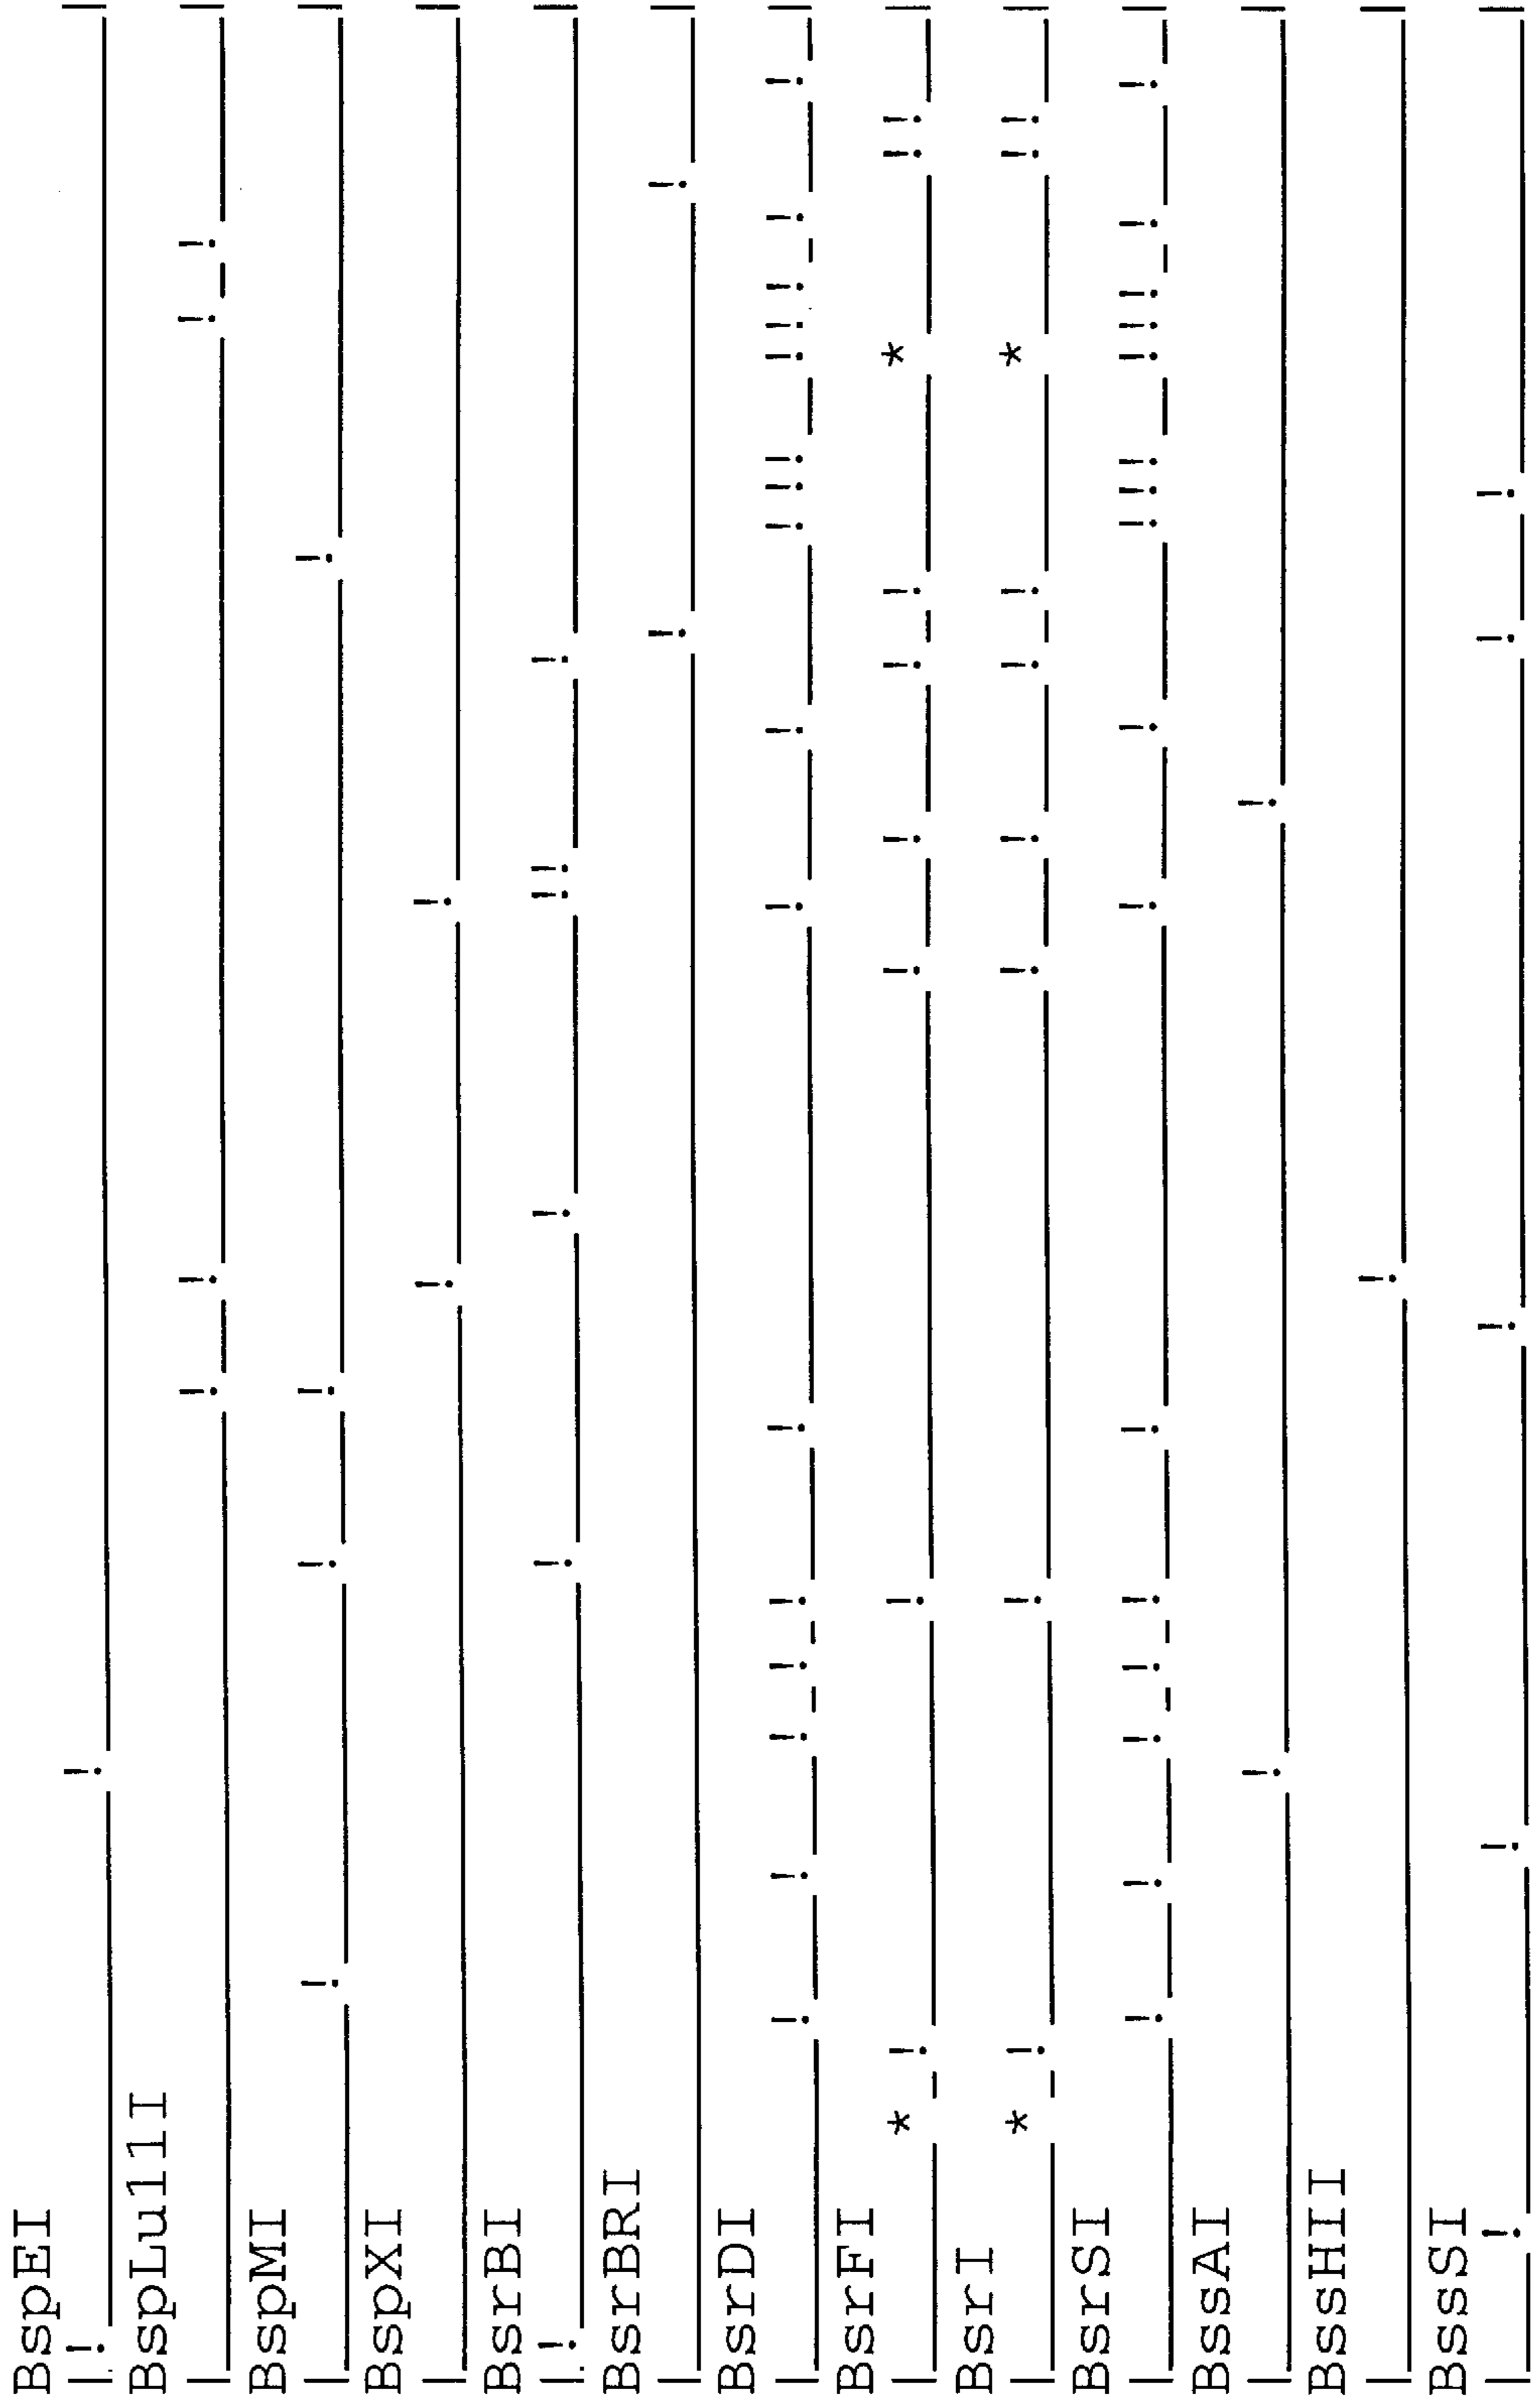 BspEI
BspLu11I
BspMI
BspXI
BsrBI
BsrBRI
BsrDI
BsrFI
* *
BsrI
* *
BsrSI
BssAI
BssHII
BssSI